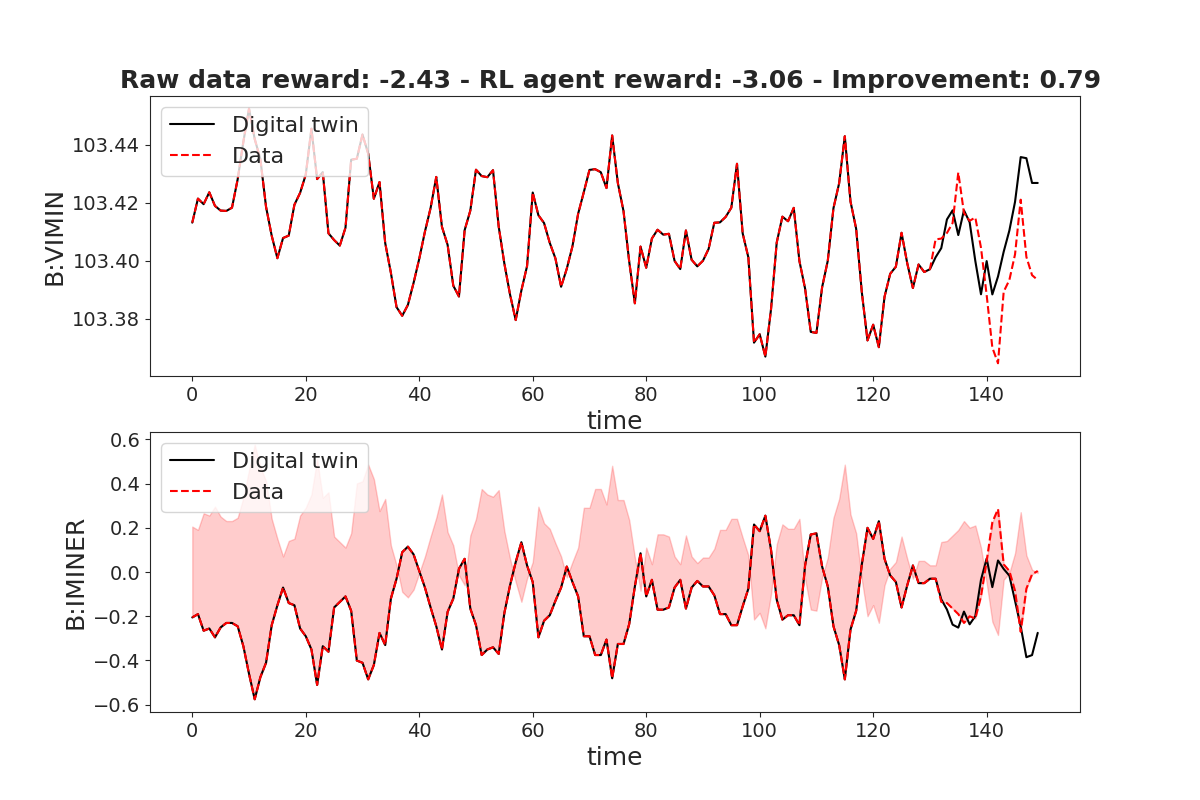 Raw data reward: -2.43 - RL agent reward: -3.06 - Improvement: 0.79
Digital twin
Data
103.44
103.42
103.40
103.38
B:VIMIN
0 20 40 60 80 100 120 140
time
Digital twin
Data
0.6
0.4
0.2
0.0
−0.2
−0.4
−0.6
B:IMINER
0 20 40 60 80 100 120 140
time